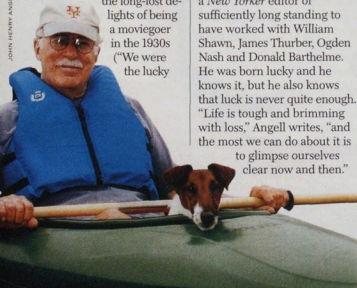 JOHN HENRY ANG
the long-lost de-
lights of being
a moviegoer
in the 1930s
("We were
the lucky
a New Yorker editor of
sufficiently long standing to
have worked with William
Shawn, James Thurber, Ogden
Nash and Donald Barthelme.
He was born lucky and he
knows it, but he also knows
that luck is never quite enough.
"Life is tough and brimming
with loss," Angell writes, "and
the most we can do about it is
to glimpse ourselves
clear now and then."